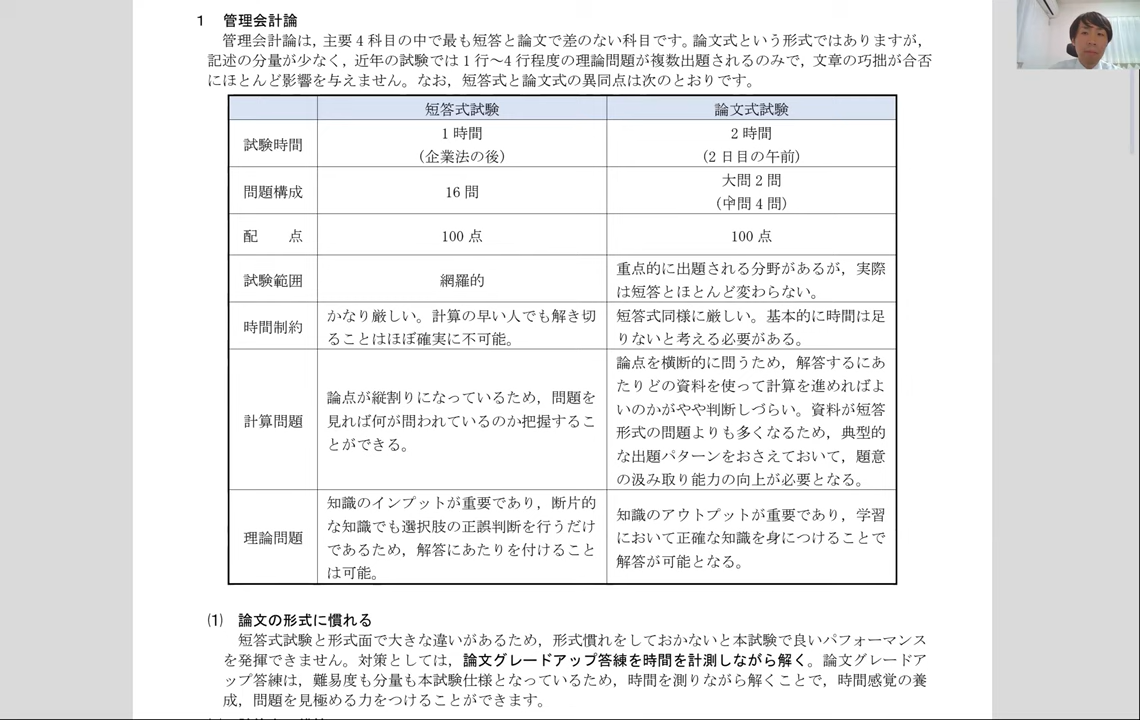 1 管理会計論
管理会計論は，主要４科目の中で最も短答と論文で差のない科目です。論文式という形式ではありますが，
記述の分量が少なく，近年の試験では１行～４行程度の理論問題が複数出題されるのみで，文章の巧拙が合否
にほとんど影響を与えません。なお，短答式と論文式の異同点は次のとおりです。
短答式試験 論文式試験
試験時間
１時間
（企業法の後）
２時間
（２日目の午前）
問題構成
16 問
大問２問
（中問４問）
配　　点 100 点 100 点
試験範囲
網羅的
重点的に出題される分野があるが，実際
は短答とほとんど変わらない。
時間制約
かなり厳しい。計算の早い人でも解き切
ることはほぼ確実に不可能。
短答式同様に厳しい。基本的に時間は足
りないと考える必要がある。
計算問題
論点が縦割りになっているため，問題を
見れば何が問われているのか把握するこ
とができる。
論点を横断的に問うため，解答するにあ
たりどの資料を使って計算を進めればよ
いのかがやや判断しづらい。資料が短答
形式の問題よりも多くなるため，典型的
な出題パターンをおさえておいて，題意
の汲み取り能力の向上が必要となる。
理論問題
知識のインプットが重要であり，断片的
な知識でも選択肢の正誤判断を行うだけ
であるため，解答にあたりを付けること
は可能。
知識のアウトプットが重要であり，学習
において正確な知識を身につけることで
解答が可能となる。
⑴ 論文の形式に慣れる
短答式試験と形式面で大きな違いがあるため，形式慣れをしておかないと本試験で良いパフォーマンス
を発揮できません。対策としては，論文グレードアップ答練を時間を計測しながら解く。論文グレードア
ップ答練は，難易度も分量も本試験仕様となっているため，時間を測りながら解くことで，時間感覚の養
成，問題を見極める力をつけることができます。